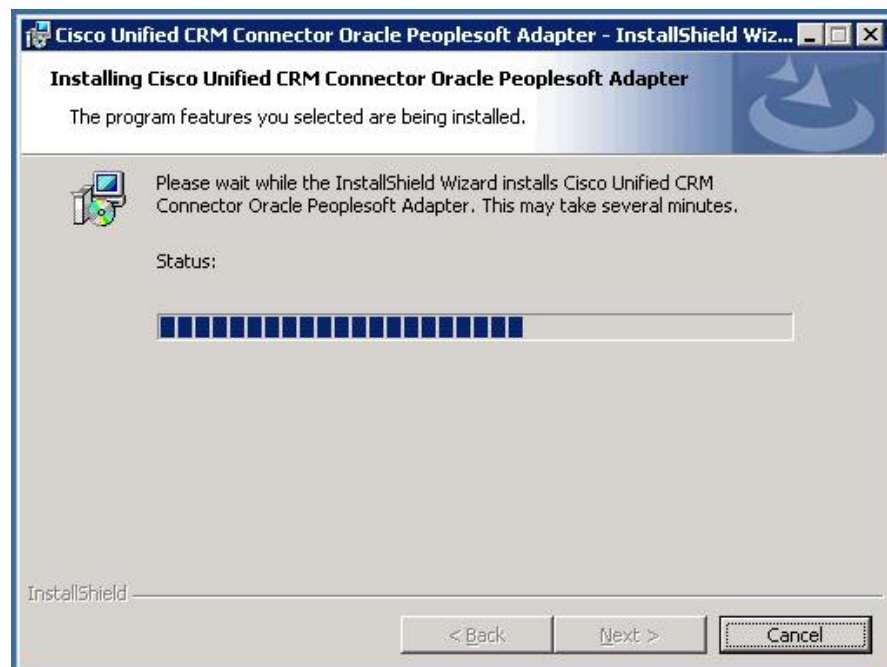 Cisco Unified CRM Connector Oracle Peoplesoft Adapter - InstallShield Wiz...
Installing Cisco Unified CRM Connector Oracle Peoplesoft Adapter
The program features you selected are being installed.
Please wait while the InstallShield Wizard installs Cisco Unified CRM
Connector Oracle Peoplesoft Adapter. This may take several minutes.
Status:
InstallShield
< Back Next > Cancel